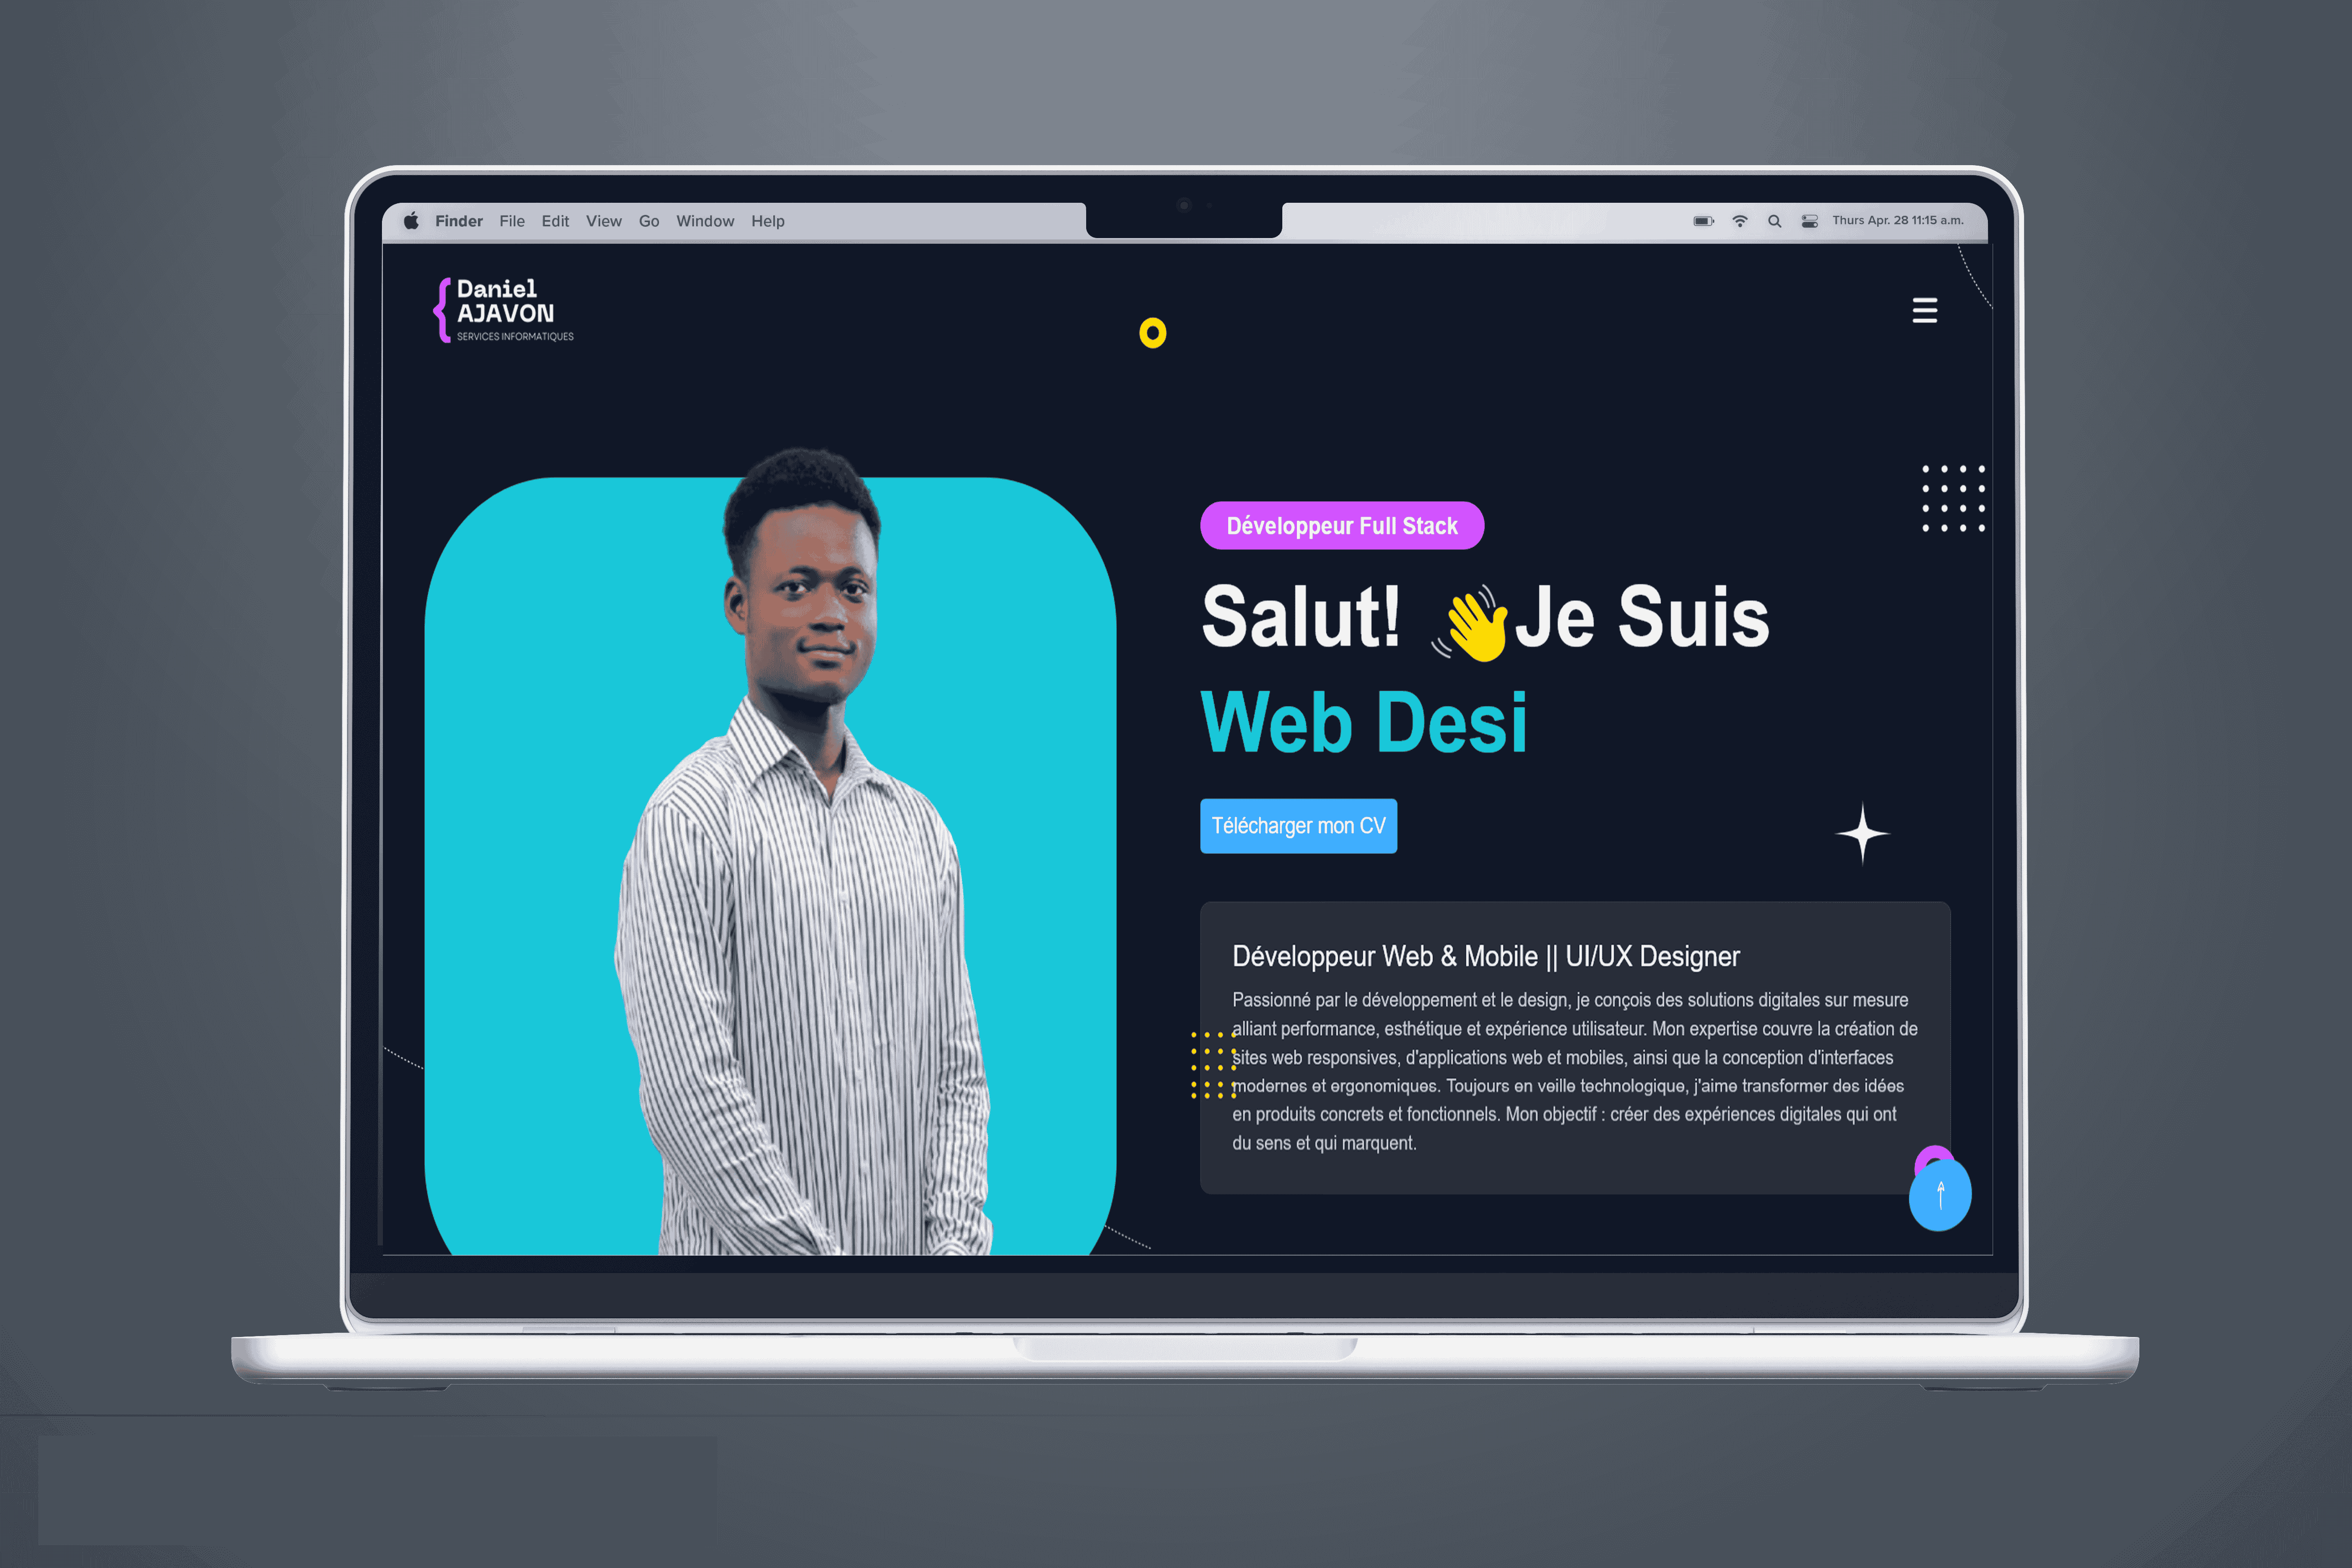 Finder File Edit View Go Window Help
Thurs Apr. 28 11:15 a.m.
Daniel
AJAVON
SERVICES INFORMATIQUES
Développeur Full Stack
Salut! 👋Je Suis
Web Desi
Télécharger mon CV
Développeur Web & Mobile || UI/UX Designer
Passionné par le développement et le design, je conçois des solutions digitales sur mesure
alliant performance, esthétique et expérience utilisateur. Mon expertise couvre la création de
sites web responsives, d'applications web et mobiles, ainsi que la conception d'interfaces
modernes et ergonomiques. Toujours en veille technologique, j'aime transformer des idées
en produits concrets et fonctionnels. Mon objectif : créer des expériences digitales qui ont
du sens et qui marquent.